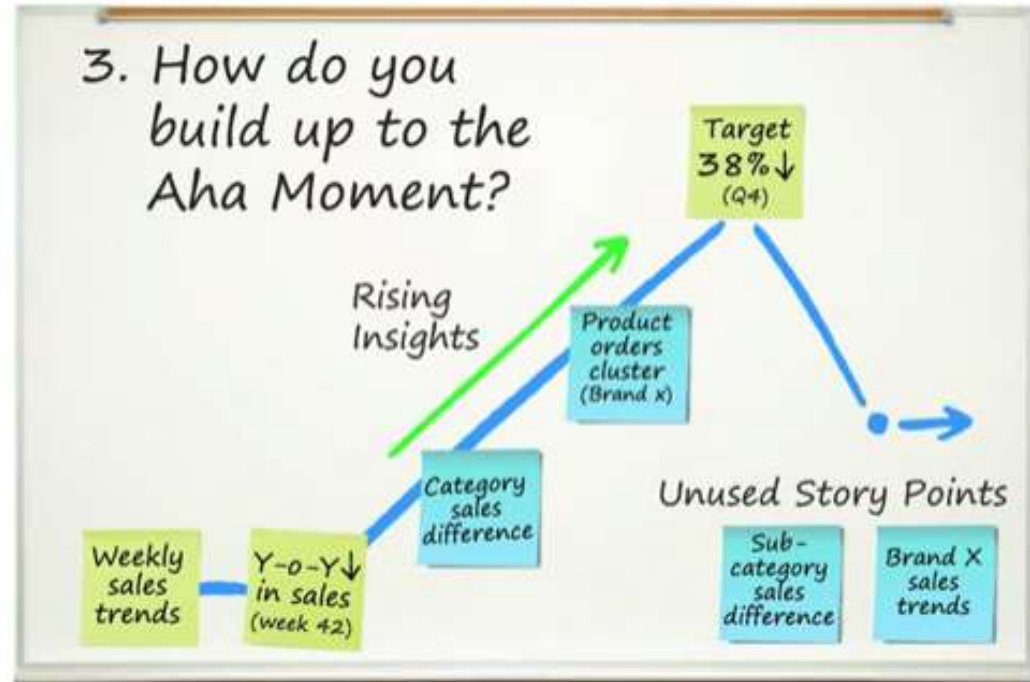 3. How do you
build up to the
Aha Moment?
Target
38%↓
(Q4)
Rising
Insights
Product
orders
cluster
(Brand x)
Category
sales
difference
Unused Story Points
Weekly
sales
trends
Y-o-Y↓
in sales
(week 42)
Sub-
category
sales
difference
Brand X
sales
trends